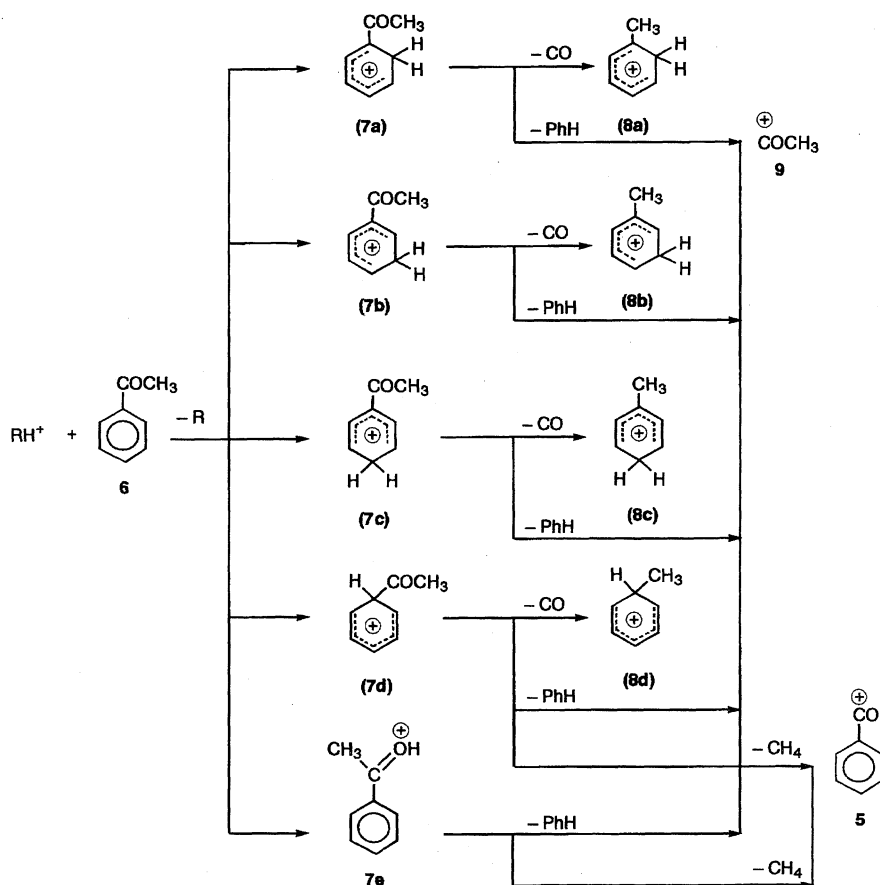 COCH₃ H H ⊕
(7a)
– CO
– PhH
CH₃ H H ⊕
(8a)
⊕
COCH₃
9
COCH₃ H H ⊕
(7b)
– CO
– PhH
CH₃ H H ⊕
(8b)
RH⁺ + COCH₃
6
– R
COCH₃ ⊕ H H
(7c)
– CO
– PhH
CH₃ ⊕ H H
(8c)
H COCH₃ ⊕
(7d)
– CO
– PhH
– CH₄
H CH₃ ⊕
(8d)
⊕
CO
5
⊕
CH₃ OH
C
7e
– PhH
– CH₄